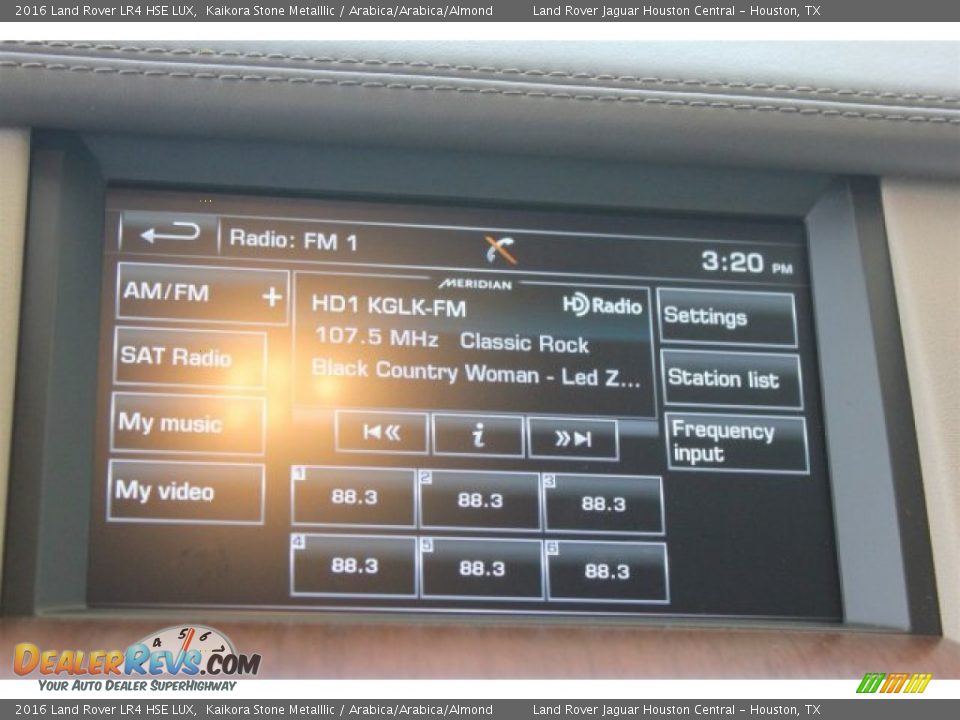 2016 Land Rover LR4 HSE LUX, Kaikora Stone Metalllic / Arabica/Arabica/Almond Land Rover Jaguar Houston Central – Houston, TX
Radio: FM 1
3:20 PM
AM/FM +
MERIDIAN
HD1 KGLK-FM HD Radio
107.5 MHz Classic Rock
Black Country Woman - Led Z...
Settings
SAT Radio
Station list
My music
i
Frequency
input
My video
1 88.3
2 88.3
3 88.3
4 88.3
5 88.3
6 88.3
4 5 6 7
DealerRevs.com
Your Auto Dealer SuperHighway
2016 Land Rover LR4 HSE LUX, Kaikora Stone Metalllic / Arabica/Arabica/Almond Land Rover Jaguar Houston Central – Houston, TX